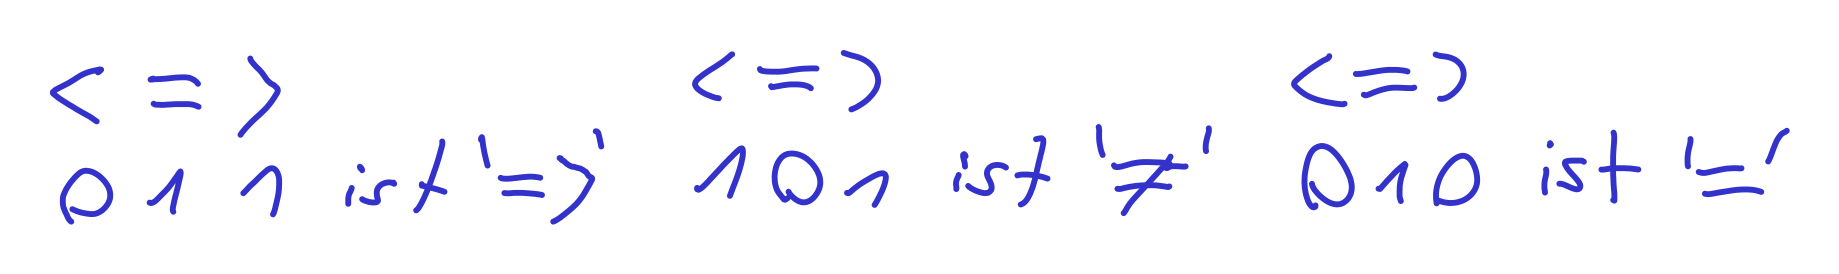 < = > < = > < = >
0 1 1 ist '=>' 1 0 1 ist '≠' 0 1 0 ist '='